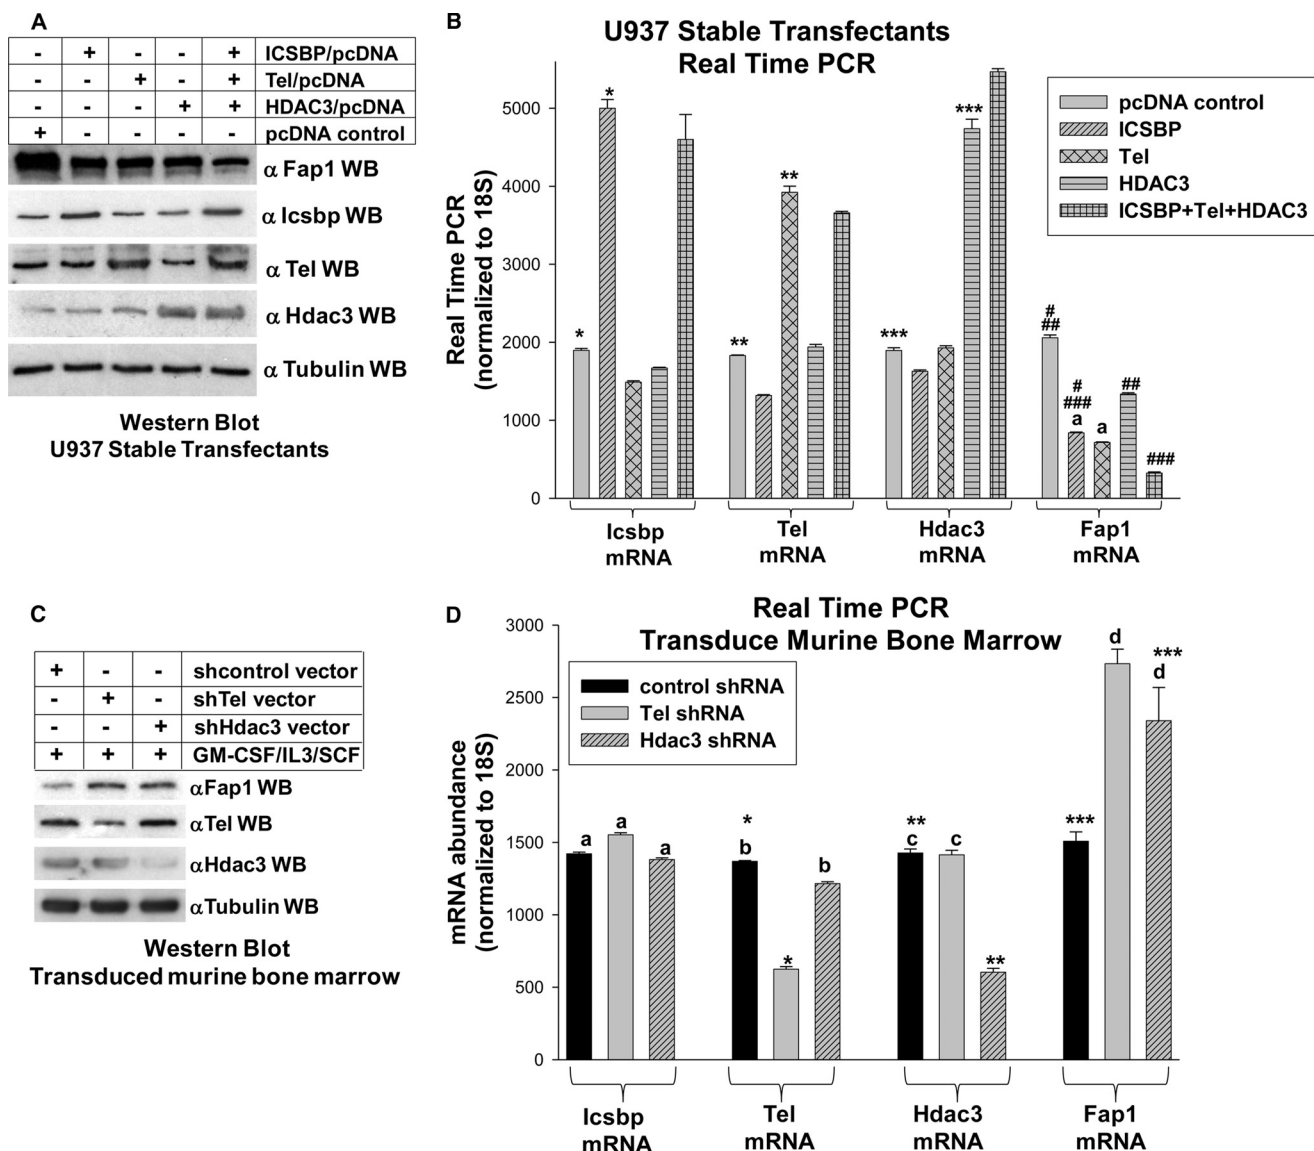 A
- + - - + ICSBP/pcDNA
- - + - + Tel/pcDNA
- - - + + HDAC3/pcDNA
+ - - - - pcDNA control
α Fap1 WB
α Icsbp WB
α Tel WB
α Hdac3 WB
α Tubulin WB
Western Blot
U937 Stable Transfectants
B
U937 Stable Transfectants
Real Time PCR
Real Time PCR
(normalized to 18S)
5000
4000
3000
2000
1000
0
pcDNA control
ICSBP
Tel
HDAC3
ICSBP+Tel+HDAC3
*
*
**
**
***
***
#
##
#
###
a
a
##
###
Icsbp
mRNA
Tel
mRNA
Hdac3
mRNA
Fap1
mRNA
C
+ - - shcontrol vector
- + - shTel vector
- - + shHdac3 vector
+ + + GM-CSF/IL3/SCF
αFap1 WB
αTel WB
αHdac3 WB
αTubulin WB
Western Blot
Transduced murine bone marrow
D
Real Time PCR
Transduce Murine Bone Marrow
mRNA abundance
(normalized to 18S)
3000
2500
2000
1500
1000
500
0
control shRNA
Tel shRNA
Hdac3 shRNA
a
a
a
*
b
*
b
**
c
c
**
***
d
***
d
Icsbp
mRNA
Tel
mRNA
Hdac3
mRNA
Fap1
mRNA